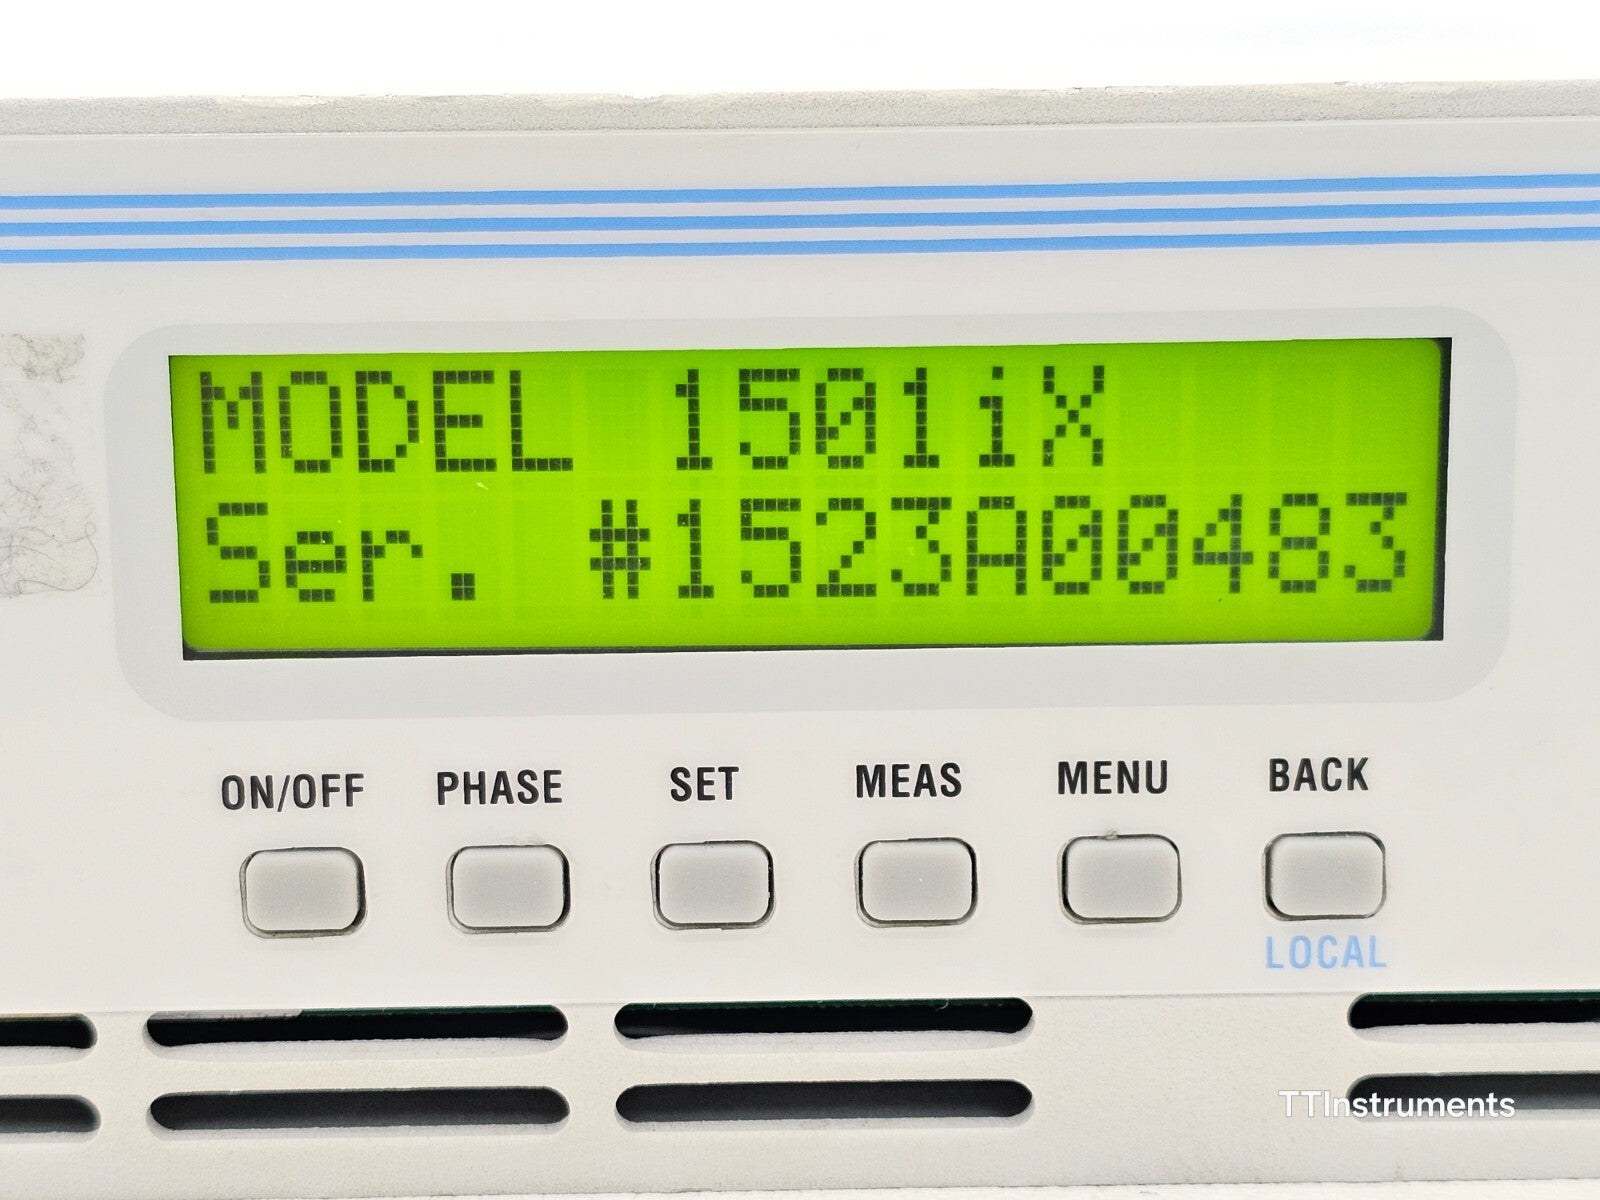 MODEL 1501iX
Ser. #1523A00483
ON/OFF PHASE SET MEAS MENU BACK
LOCAL
TTInstruments